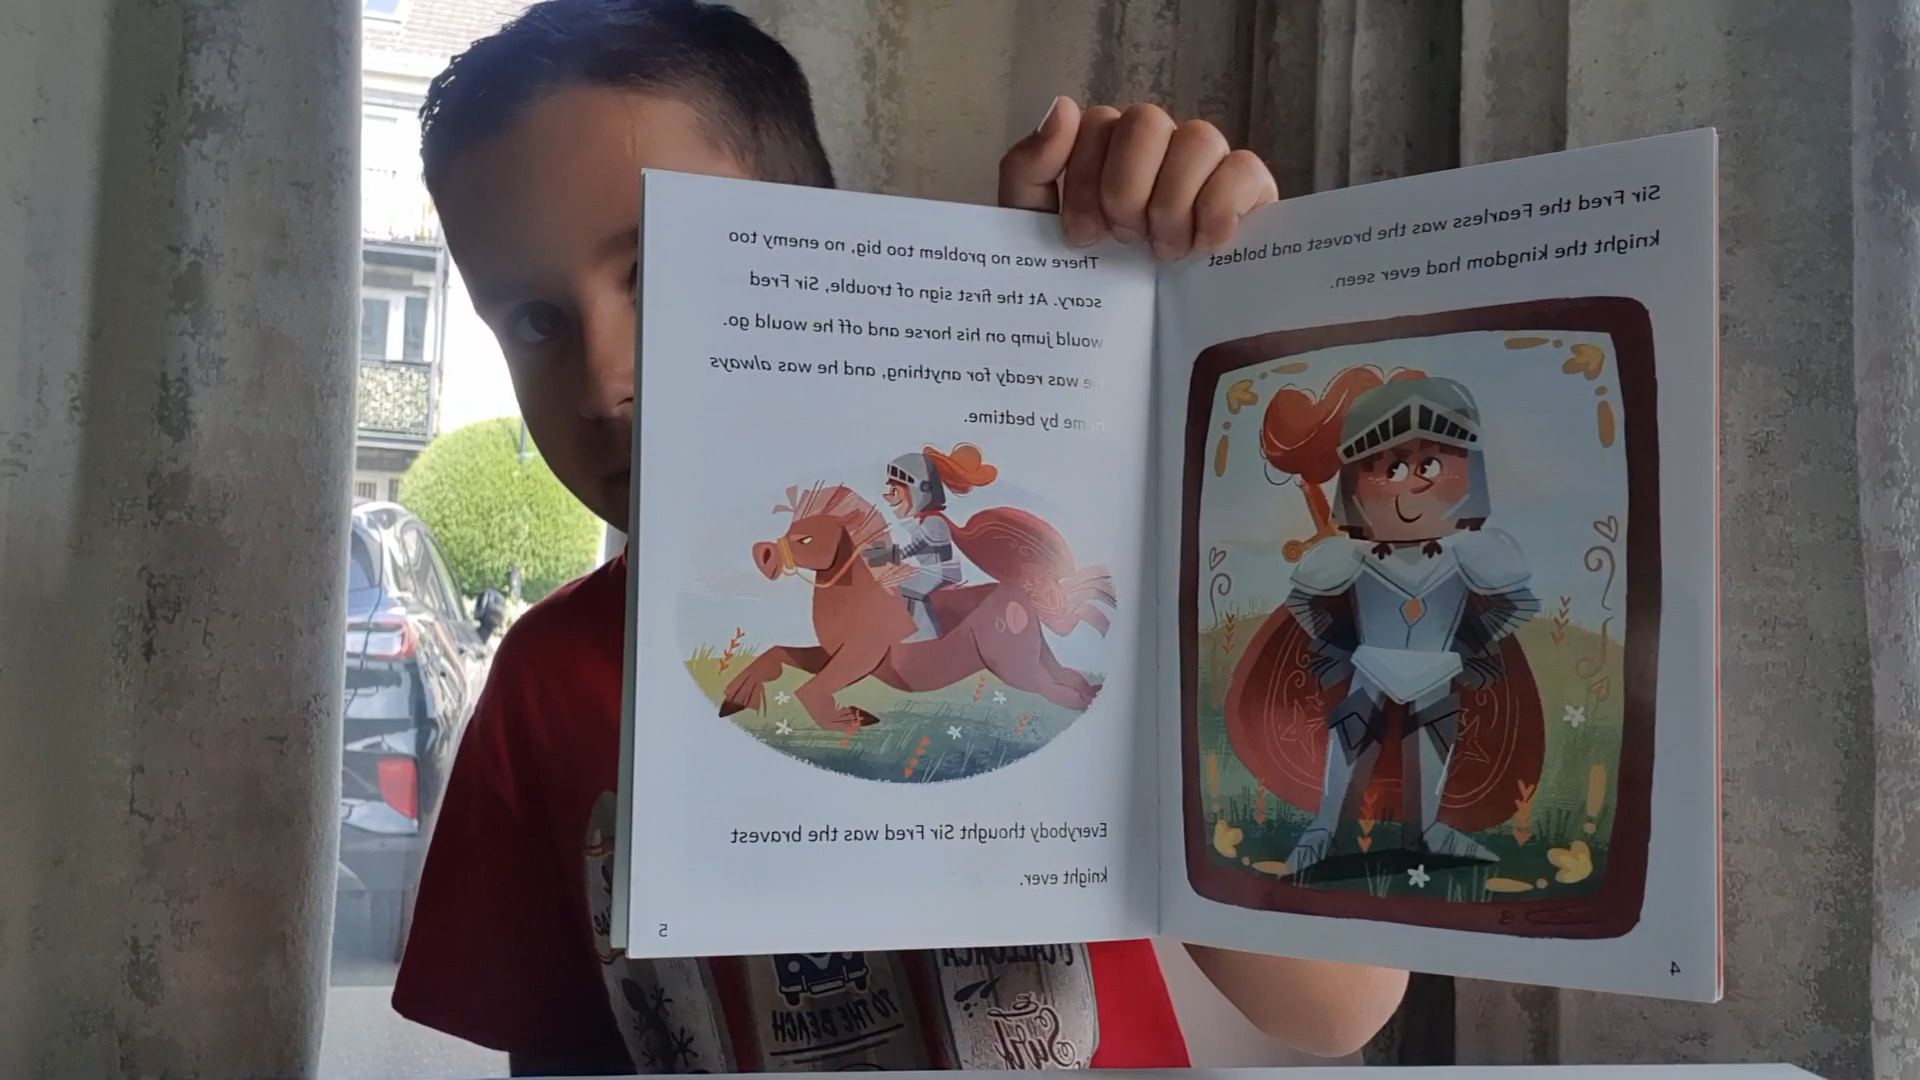 Sir Fred the Fearless was the bravest and boldest
knight the kingdom had ever seen.
4
There was no problem too big, no enemy too
scary. At the first sign of trouble, Sir Fred
would jump on his horse and off he would go.
He was ready for anything, and he was always
home by bedtime.
Everybody thought Sir Fred was the bravest
knight ever.
5
TO THE BEACH
Surf